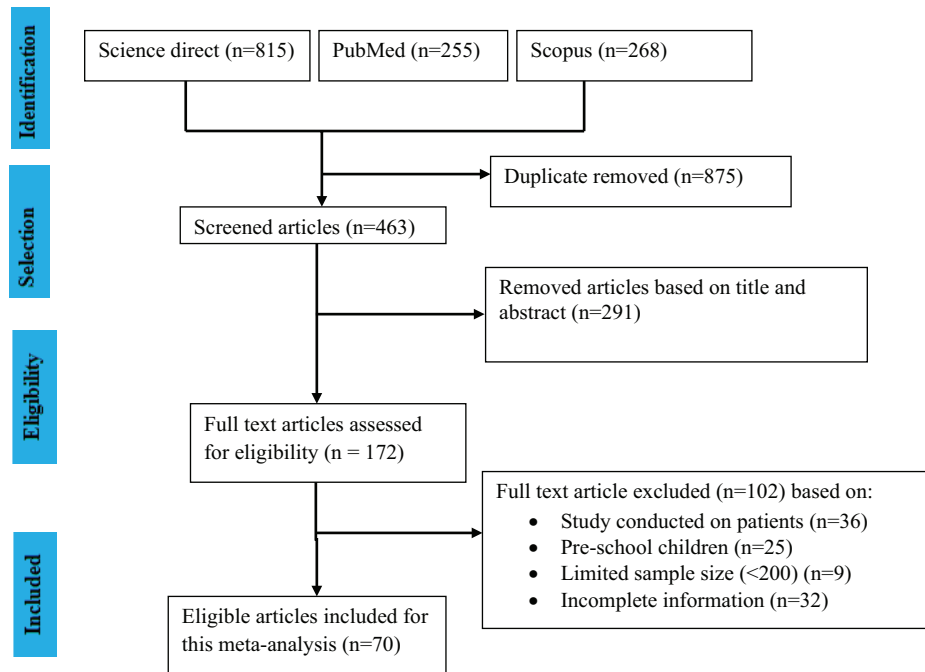 Identification
Science direct (n=815)
PubMed (n=255)
Scopus (n=268)
Duplicate removed (n=875)
Selection
Screened articles (n=463)
Removed articles based on title and
abstract (n=291)
Eligibility
Full text articles assessed
for eligibility (n = 172)
Full text article excluded (n=102) based on:
• Study conducted on patients (n=36)
• Pre-school children (n=25)
• Limited sample size (<200) (n=9)
• Incomplete information (n=32)
Included
Eligible articles included for
this meta-analysis (n=70)